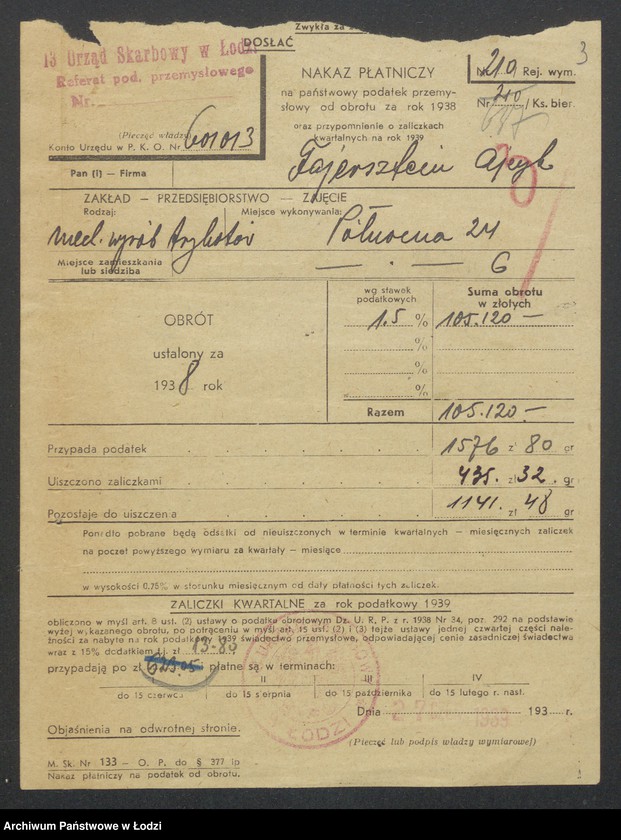 Zwykła za
DOSŁAĆ
3
13 Urząd Skarbowy w Łodzi
Referat pod. przemysłowego
Nr.
NAKAZ PŁATNICZY
na państwowy podatek przemy-
słowy od obrotu za rok 1938
oraz przypomnienie o zaliczkach
kwartalnych na rok 1939
Nr 210 Rej. wym.
Nr 210 / Ks. bier.
637
(Pieczęć władzy)
Konto Urzędu w P. K. O. Nr 601013
Pan (i) — Firma
Fajersztein
ZAKŁAD — PRZEDSIĘBIORSTWO — ZAJĘCIE
Rodzaj:
Miejsce wykonywania:
mech. wyrób
Północna 24
Miejsce zamieszkania
lub siedziba
— . — 6
OBRÓT
ustalony za
1938 rok
wg stawek
podatkowych
Suma obrotu
w złotych
1.5 % 105.120 —
%
%
%
Razem 105.120.—
Przypada podatek 1576 zł 80 gr
Uiszczono zaliczkami 435. zł 32. gr
Pozostaje do uiszczenia 1141. zł 48 gr
Ponadto pobrane będą odsetki od nieuiszczonych w terminie kwartalnych — miesięcznych zaliczek
na poczet powyższego wymiaru za kwartały — miesiące
w wysokości 0.75% w stosunku miesięcznym od daty płatności tych zaliczek.
ZALICZKI KWARTALNE za rok podatkowy 1939
obliczono w myśl art. 8 ust. (2) ustawy o podatku obrotowym Dz. U. R. P. z r. 1938 Nr 34, poz. 292 na podstawie
wyżej wykazanego obrotu, po potrąceniu w myśl art. 15 ust. (2) i (3) tejże ustawy jednej czwartej części nale-
żności za nabyte na rok podatkowy 1939 świadectwo przemysłowe, odpowiadającej cenie zasadniczej świadectwa
wraz z 15% dodatkiem t.j. zł
przypadają po zł płatne są w terminach:
II III IV
do 15 czerwca do 15 sierpnia do 15 października do 15 lutego r. nast.
Dnia 193 r.
ŁODZI
Objaśnienia na odwrotnej stronie.
(Pieczęć lub podpis władzy wymiarowej)
M. Sk. Nr 133 — O. P. do § 377 ip
Nakaz płatniczy na podatek od obrotu.
Archiwum Państwowe w Łodzi